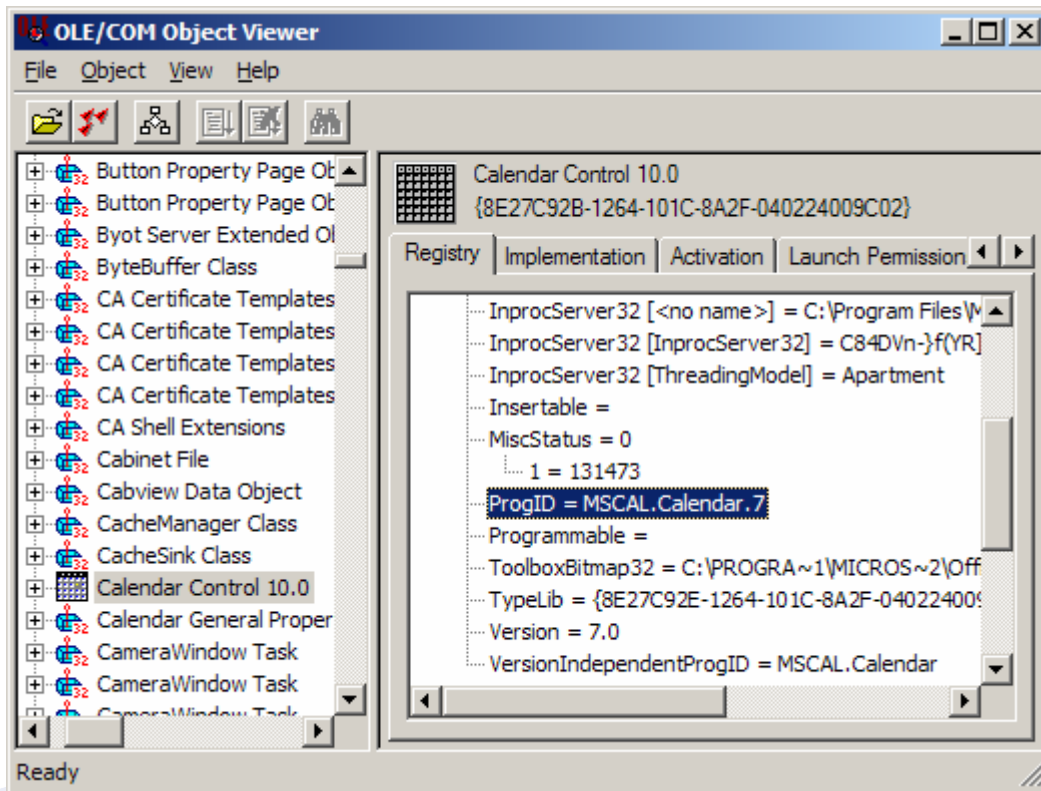 OLE/COM Object Viewer
File Object View Help
Button Property Page Ob
Button Property Page Ob
Byot Server Extended Ol
ByteBuffer Class
CA Certificate Templates
CA Certificate Templates
CA Certificate Templates
CA Certificate Templates
CA Shell Extensions
Cabinet File
Cabview Data Object
CacheManager Class
CacheSink Class
Calendar Control 10.0
Calendar General Proper
CameraWindow Task
CameraWindow Task
CameraWindow Task
Calendar Control 10.0
{8E27C92B-1264-101C-8A2F-040224009C02}
Registry Implementation Activation Launch Permission
InprocServer32 [<no name>] = C:\Program Files\M
InprocServer32 [InprocServer32] = C84DVn-}f(YR]
InprocServer32 [ThreadingModel] = Apartment
Insertable =
MiscStatus = 0
1 = 131473
ProgID = MSCAL.Calendar.7
Programmable =
ToolboxBitmap32 = C:\PROGRA~1\MICROS~2\Off
TypeLib = {8E27C92E-1264-101C-8A2F-040224009
Version = 7.0
VersionIndependentProgID = MSCAL.Calendar
Ready